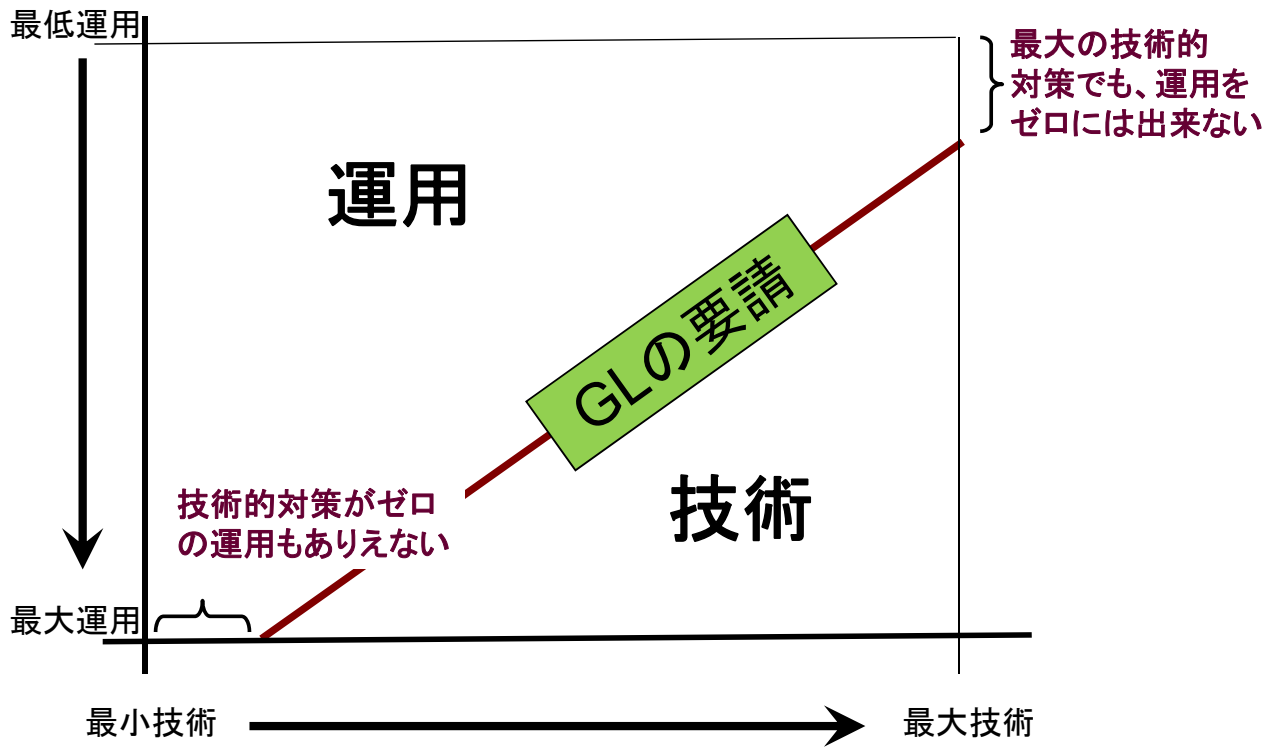 最低運用
最大の技術的
対策でも、運用を
ゼロには出来ない
運用
GLの要請
技術
技術的対策がゼロ
の運用もありえない
最大運用
最小技術
最大技術